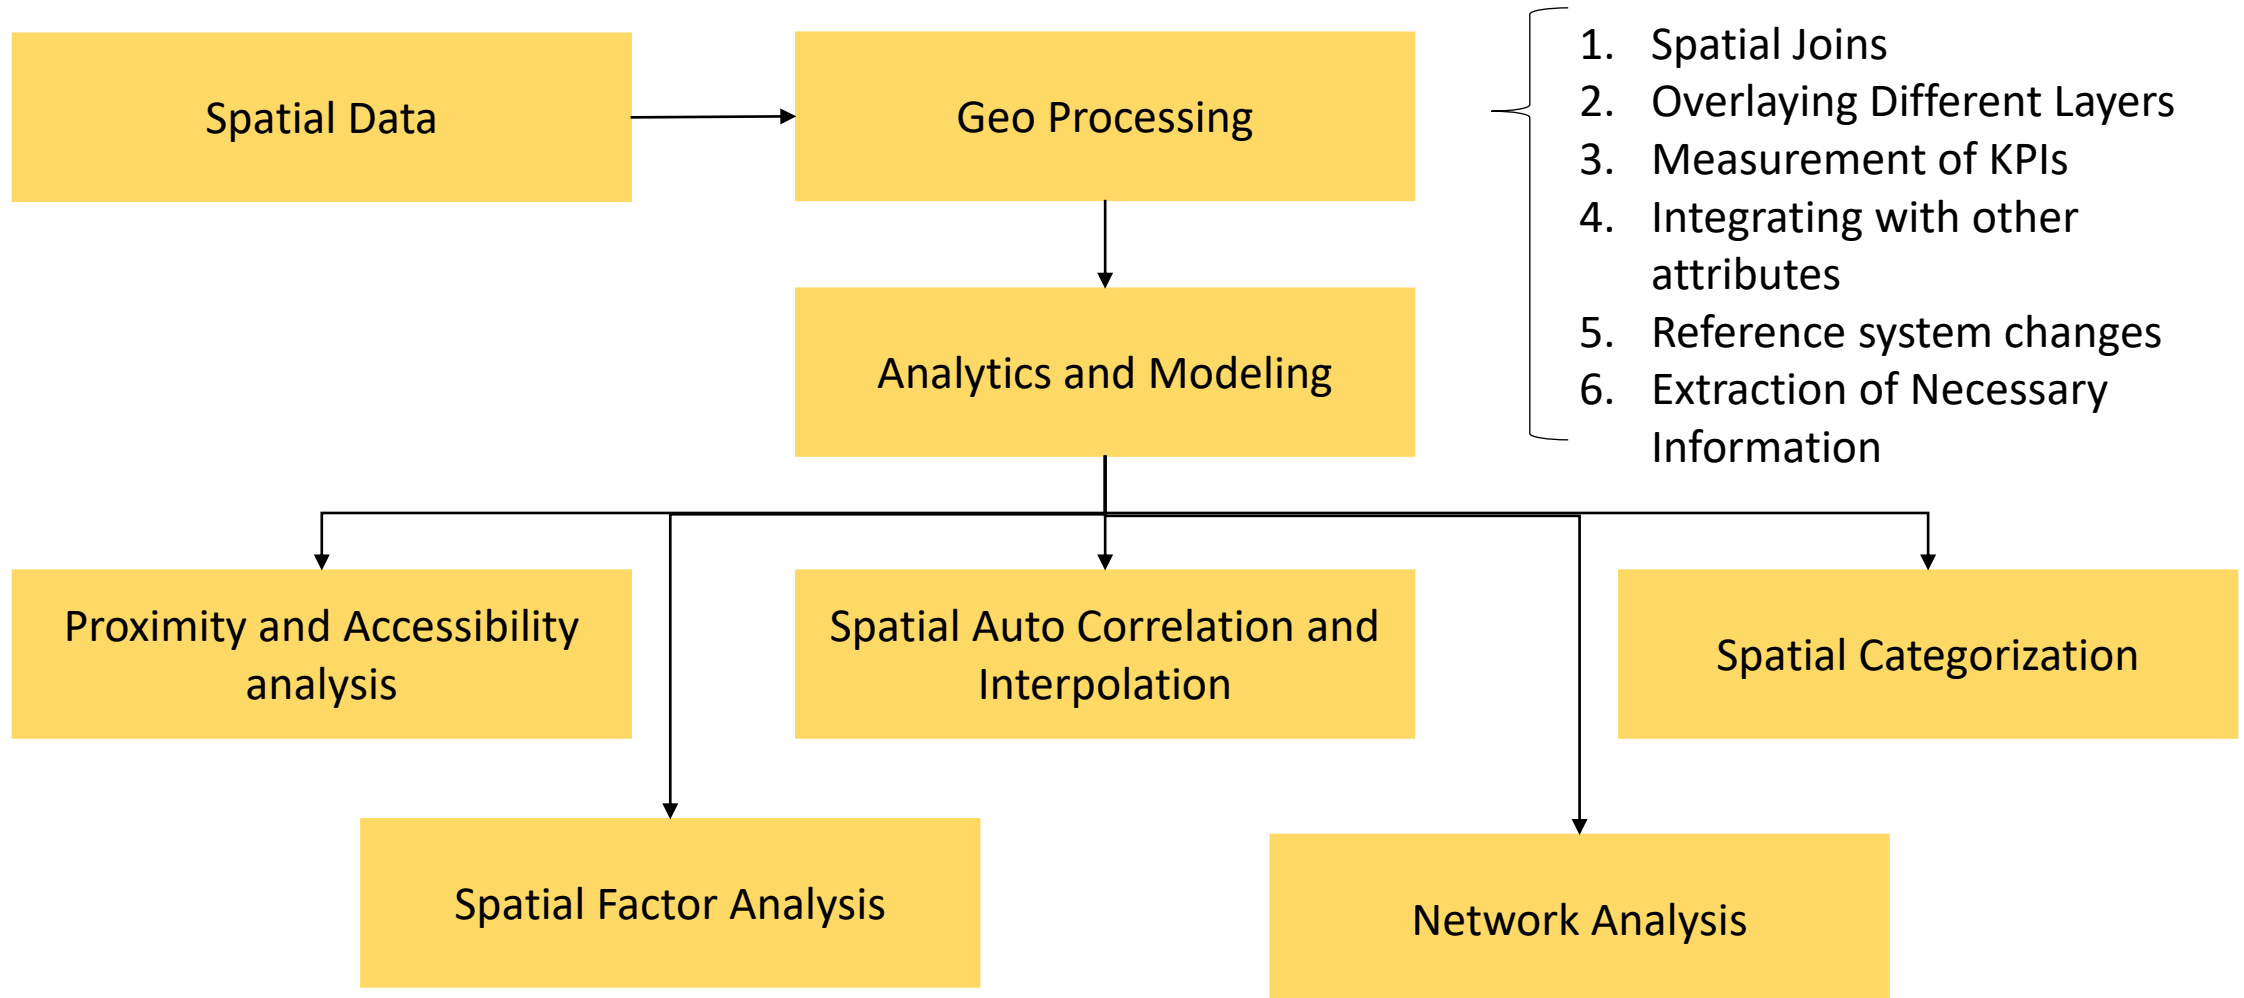 Spatial Data
Geo Processing
1. Spatial Joins
2. Overlaying Different Layers
3. Measurement of KPIs
4. Integrating with other
attributes
5. Reference system changes
6. Extraction of Necessary
Information
Analytics and Modeling
Proximity and Accessibility
analysis
Spatial Auto Correlation and
Interpolation
Spatial Categorization
Spatial Factor Analysis
Network Analysis